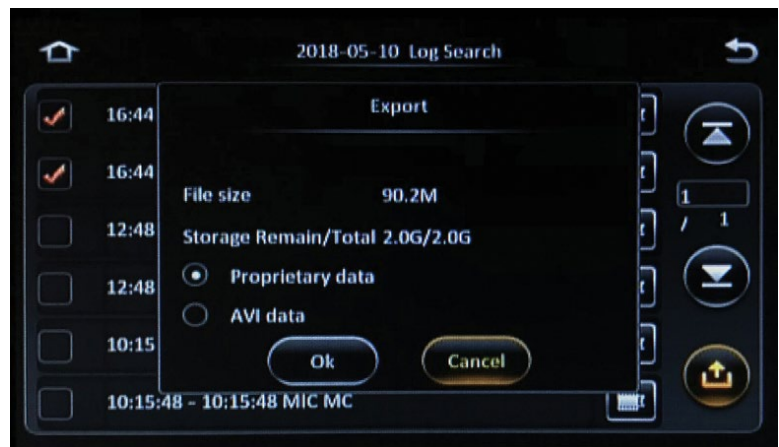 2018-05-10 Log Search
Export
16:44
16:44
File size 90.2M
1
/ 1
12:48
Storage Remain/Total 2.0G/2.0G
Proprietary data
12:48
AVI data
10:15
Ok
Cancel
10:15:48 - 10:15:48 MIC MC